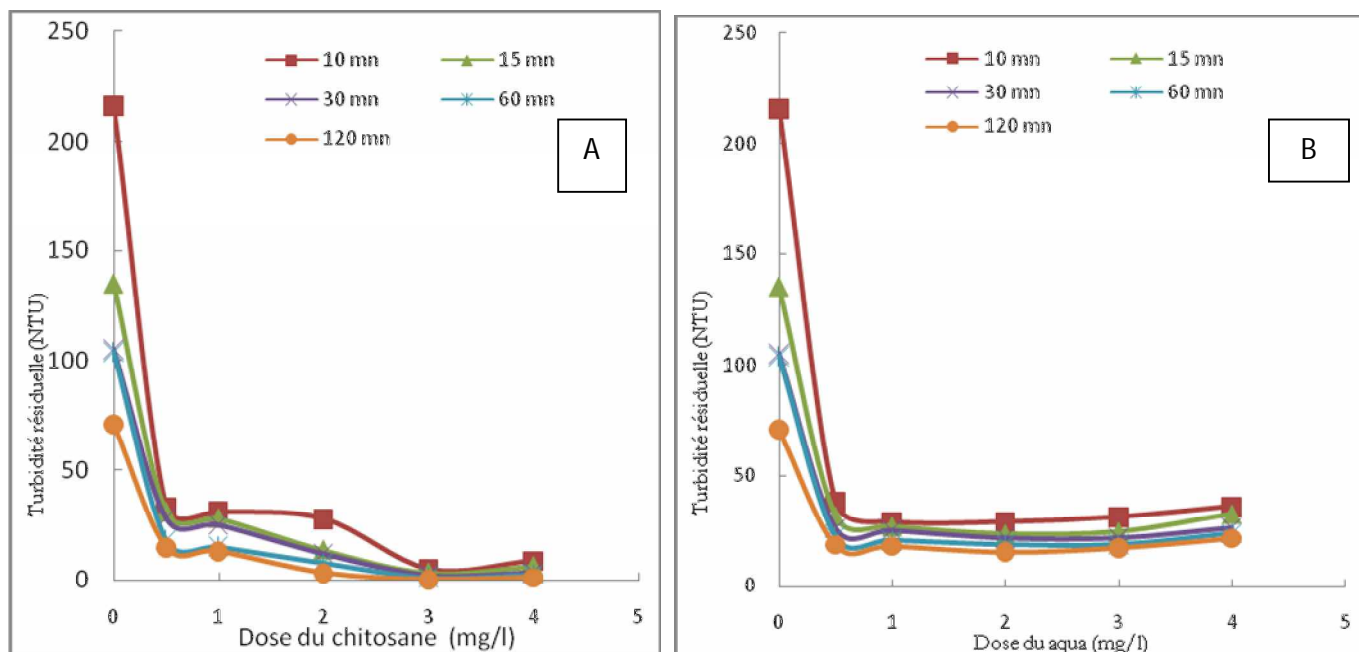 250
200
150
100
50
0
Turbidité résiduelle (NTU)
10 mn
15 mn
30 mn
60 mn
120 mn
A
0 1 2 3 4 5
Dose du chitosane (mg/l)
250
200
150
100
50
0
Turbidité résiduelle (NTU)
10 mn
15 mn
30 mn
60 mn
120 mn
B
0 1 2 3 4 5
Dose du aqua (mg/l)